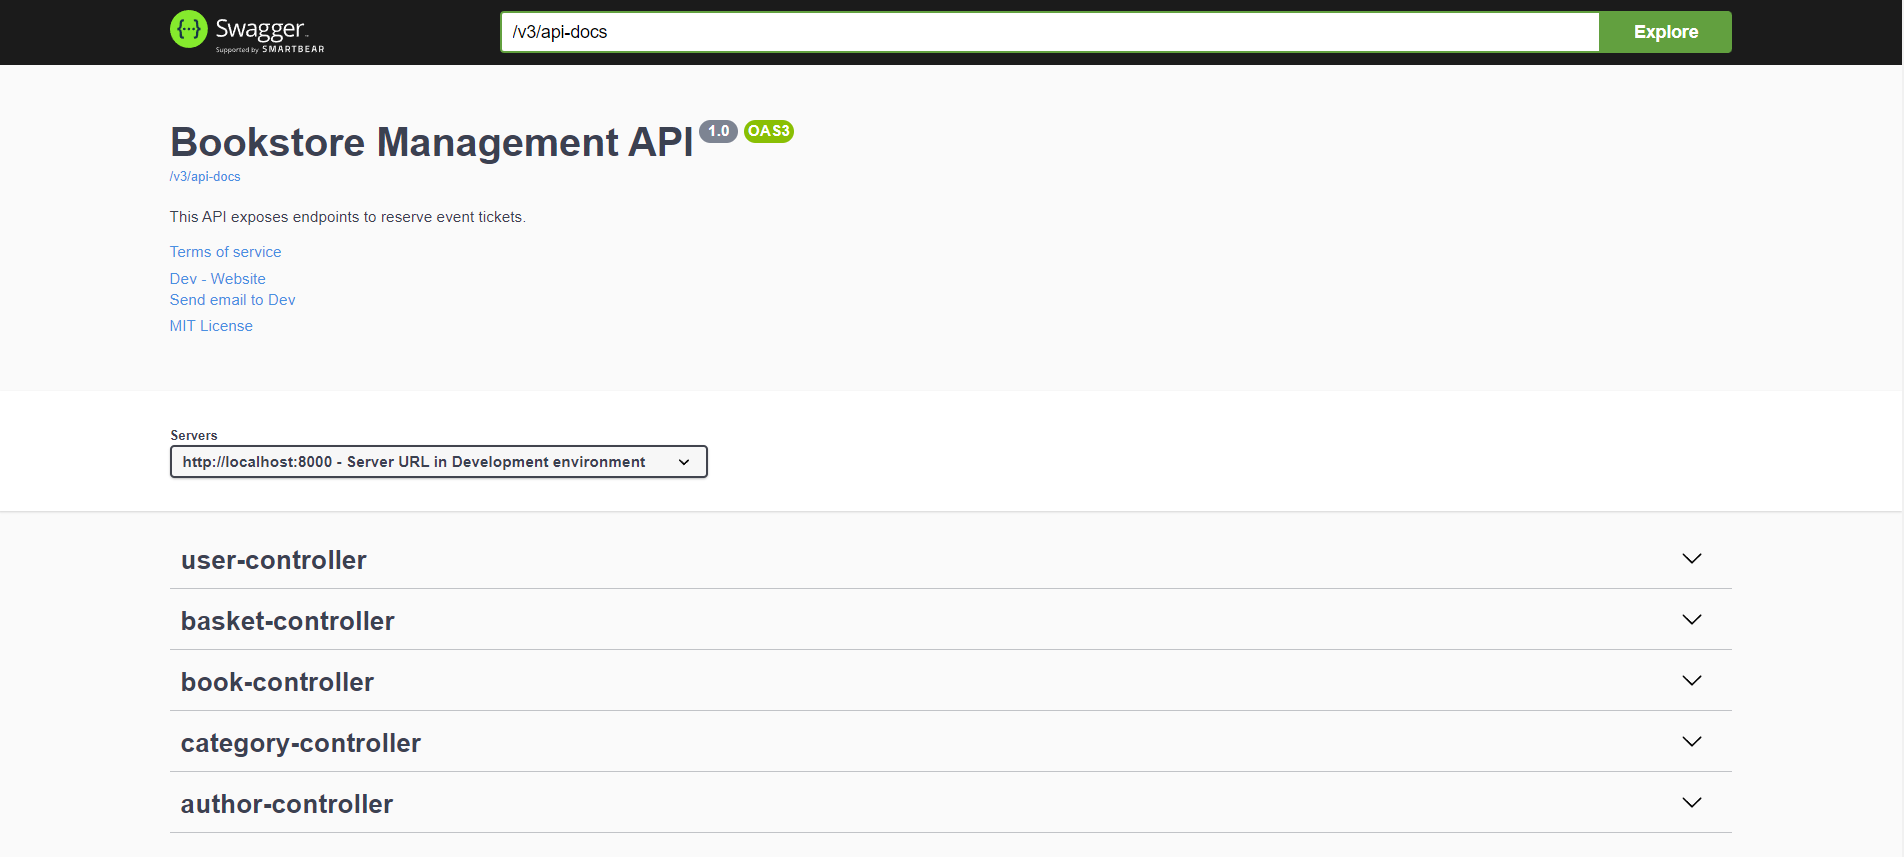 Swagger
Supported by SMARTBEAR
/v3/api-docs
Explore
Bookstore Management API 1.0 OAS3
/v3/api-docs
This API exposes endpoints to reserve event tickets.
Terms of service
Dev - Website
Send email to Dev
MIT License
Servers
http://localhost:8000 - Server URL in Development environment
user-controller
basket-controller
book-controller
category-controller
author-controller